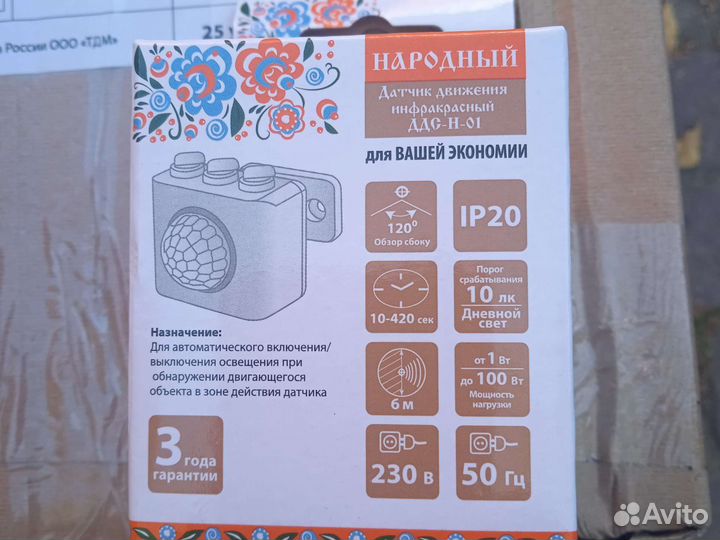 в России ООО «ТДМ»
25
НАРОДНЫЙ
Датчик движения
инфракрасный
ДДС-Н-01
для ВАШЕЙ ЭКОНОМИИ
120⁰
Обзор сбоку
IP20
10-420 сек
Порог
срабатывания
10 лк
Дневной
свет
Назначение:
Для автоматического включения/
выключения освещения при
обнаружении двигающегося
объекта в зоне действия датчика
6 м
от 1 Вт
до 100 Вт
Мощность
нагрузки
3 года
гарантии
230 В
50 Гц
Avito